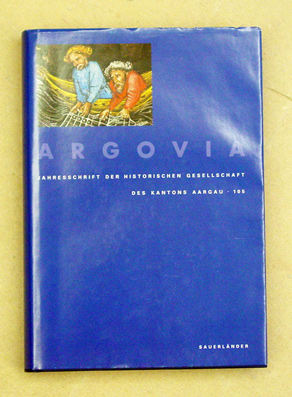 ARGOVIA
JAHRESSCHRIFT DER HISTORISCHEN GESELLSCHAFT
DES KANTONS AARGAU · 105
SAUERLÄNDER